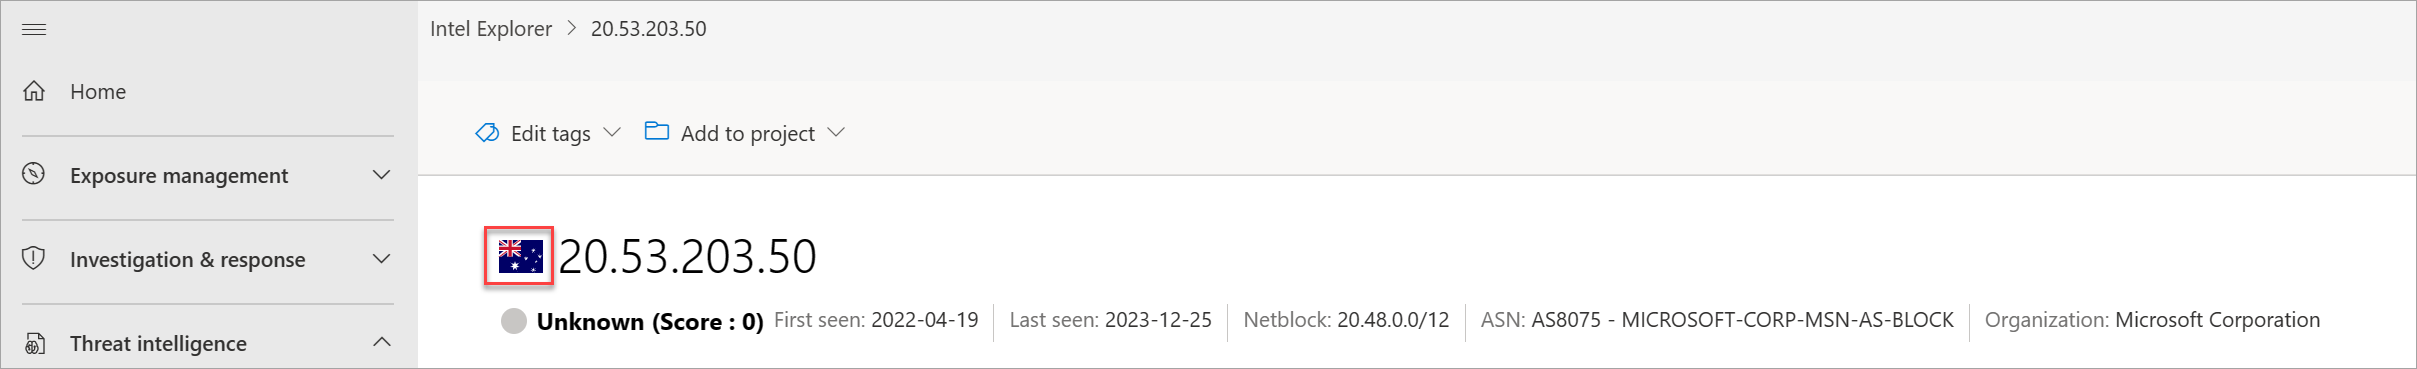 Intel Explorer > 20.53.203.50
Home
Edit tags
Add to project
Exposure management
Investigation & response
Threat intelligence
20.53.203.50
Unknown (Score : 0) First seen: 2022-04-19 Last seen: 2023-12-25 Netblock: 20.48.0.0/12 ASN: AS8075 - MICROSOFT-CORP-MSN-AS-BLOCK Organization: Microsoft Corporation